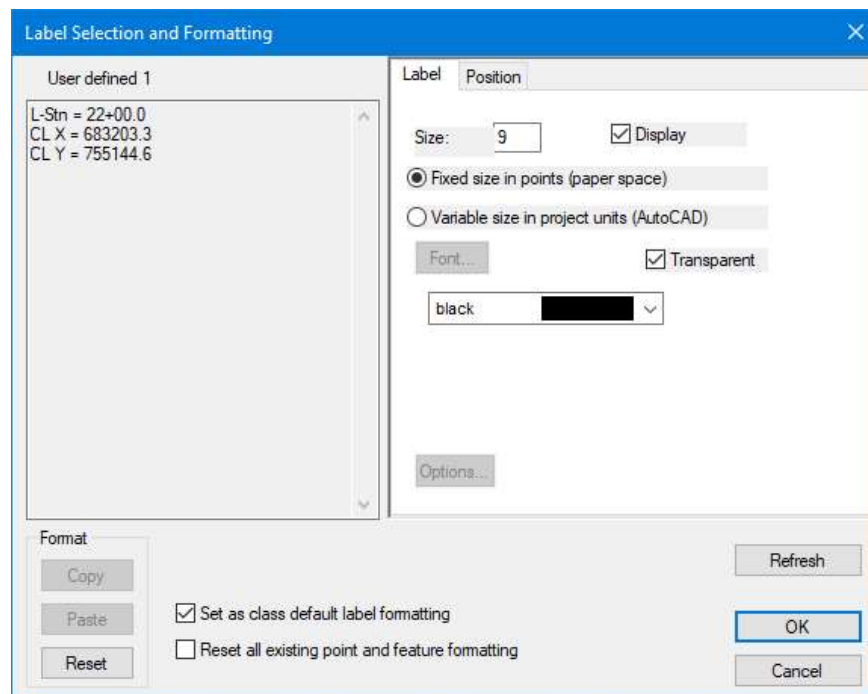 Label Selection and Formatting
User defined 1
L-Stn = 22+00.0
CL X = 683203.3
CL Y = 755144.6
Label Position
Size: 9 Display
Fixed size in points (paper space)
Variable size in project units (AutoCAD)
Font... Transparent
black
Options...
Format
Copy
Paste
Reset
Set as class default label formatting
Reset all existing point and feature formatting
Refresh
OK
Cancel